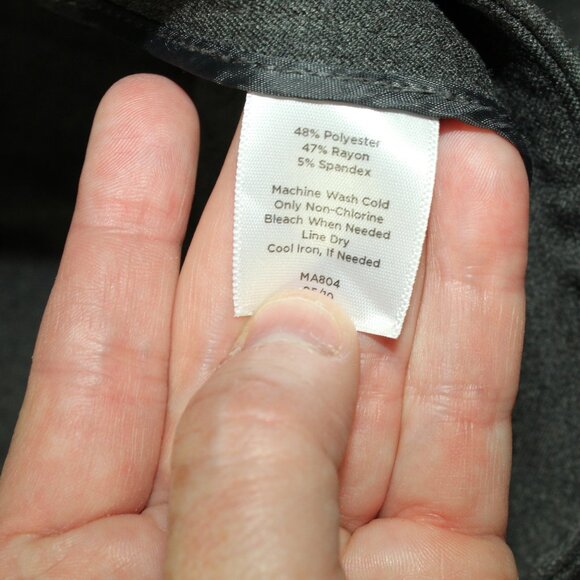 48% Polyester
47% Rayon
5% Spandex
Machine Wash Cold
Only Non-Chlorine
Bleach When Needed
Line Dry
Cool Iron, If Needed
MA804